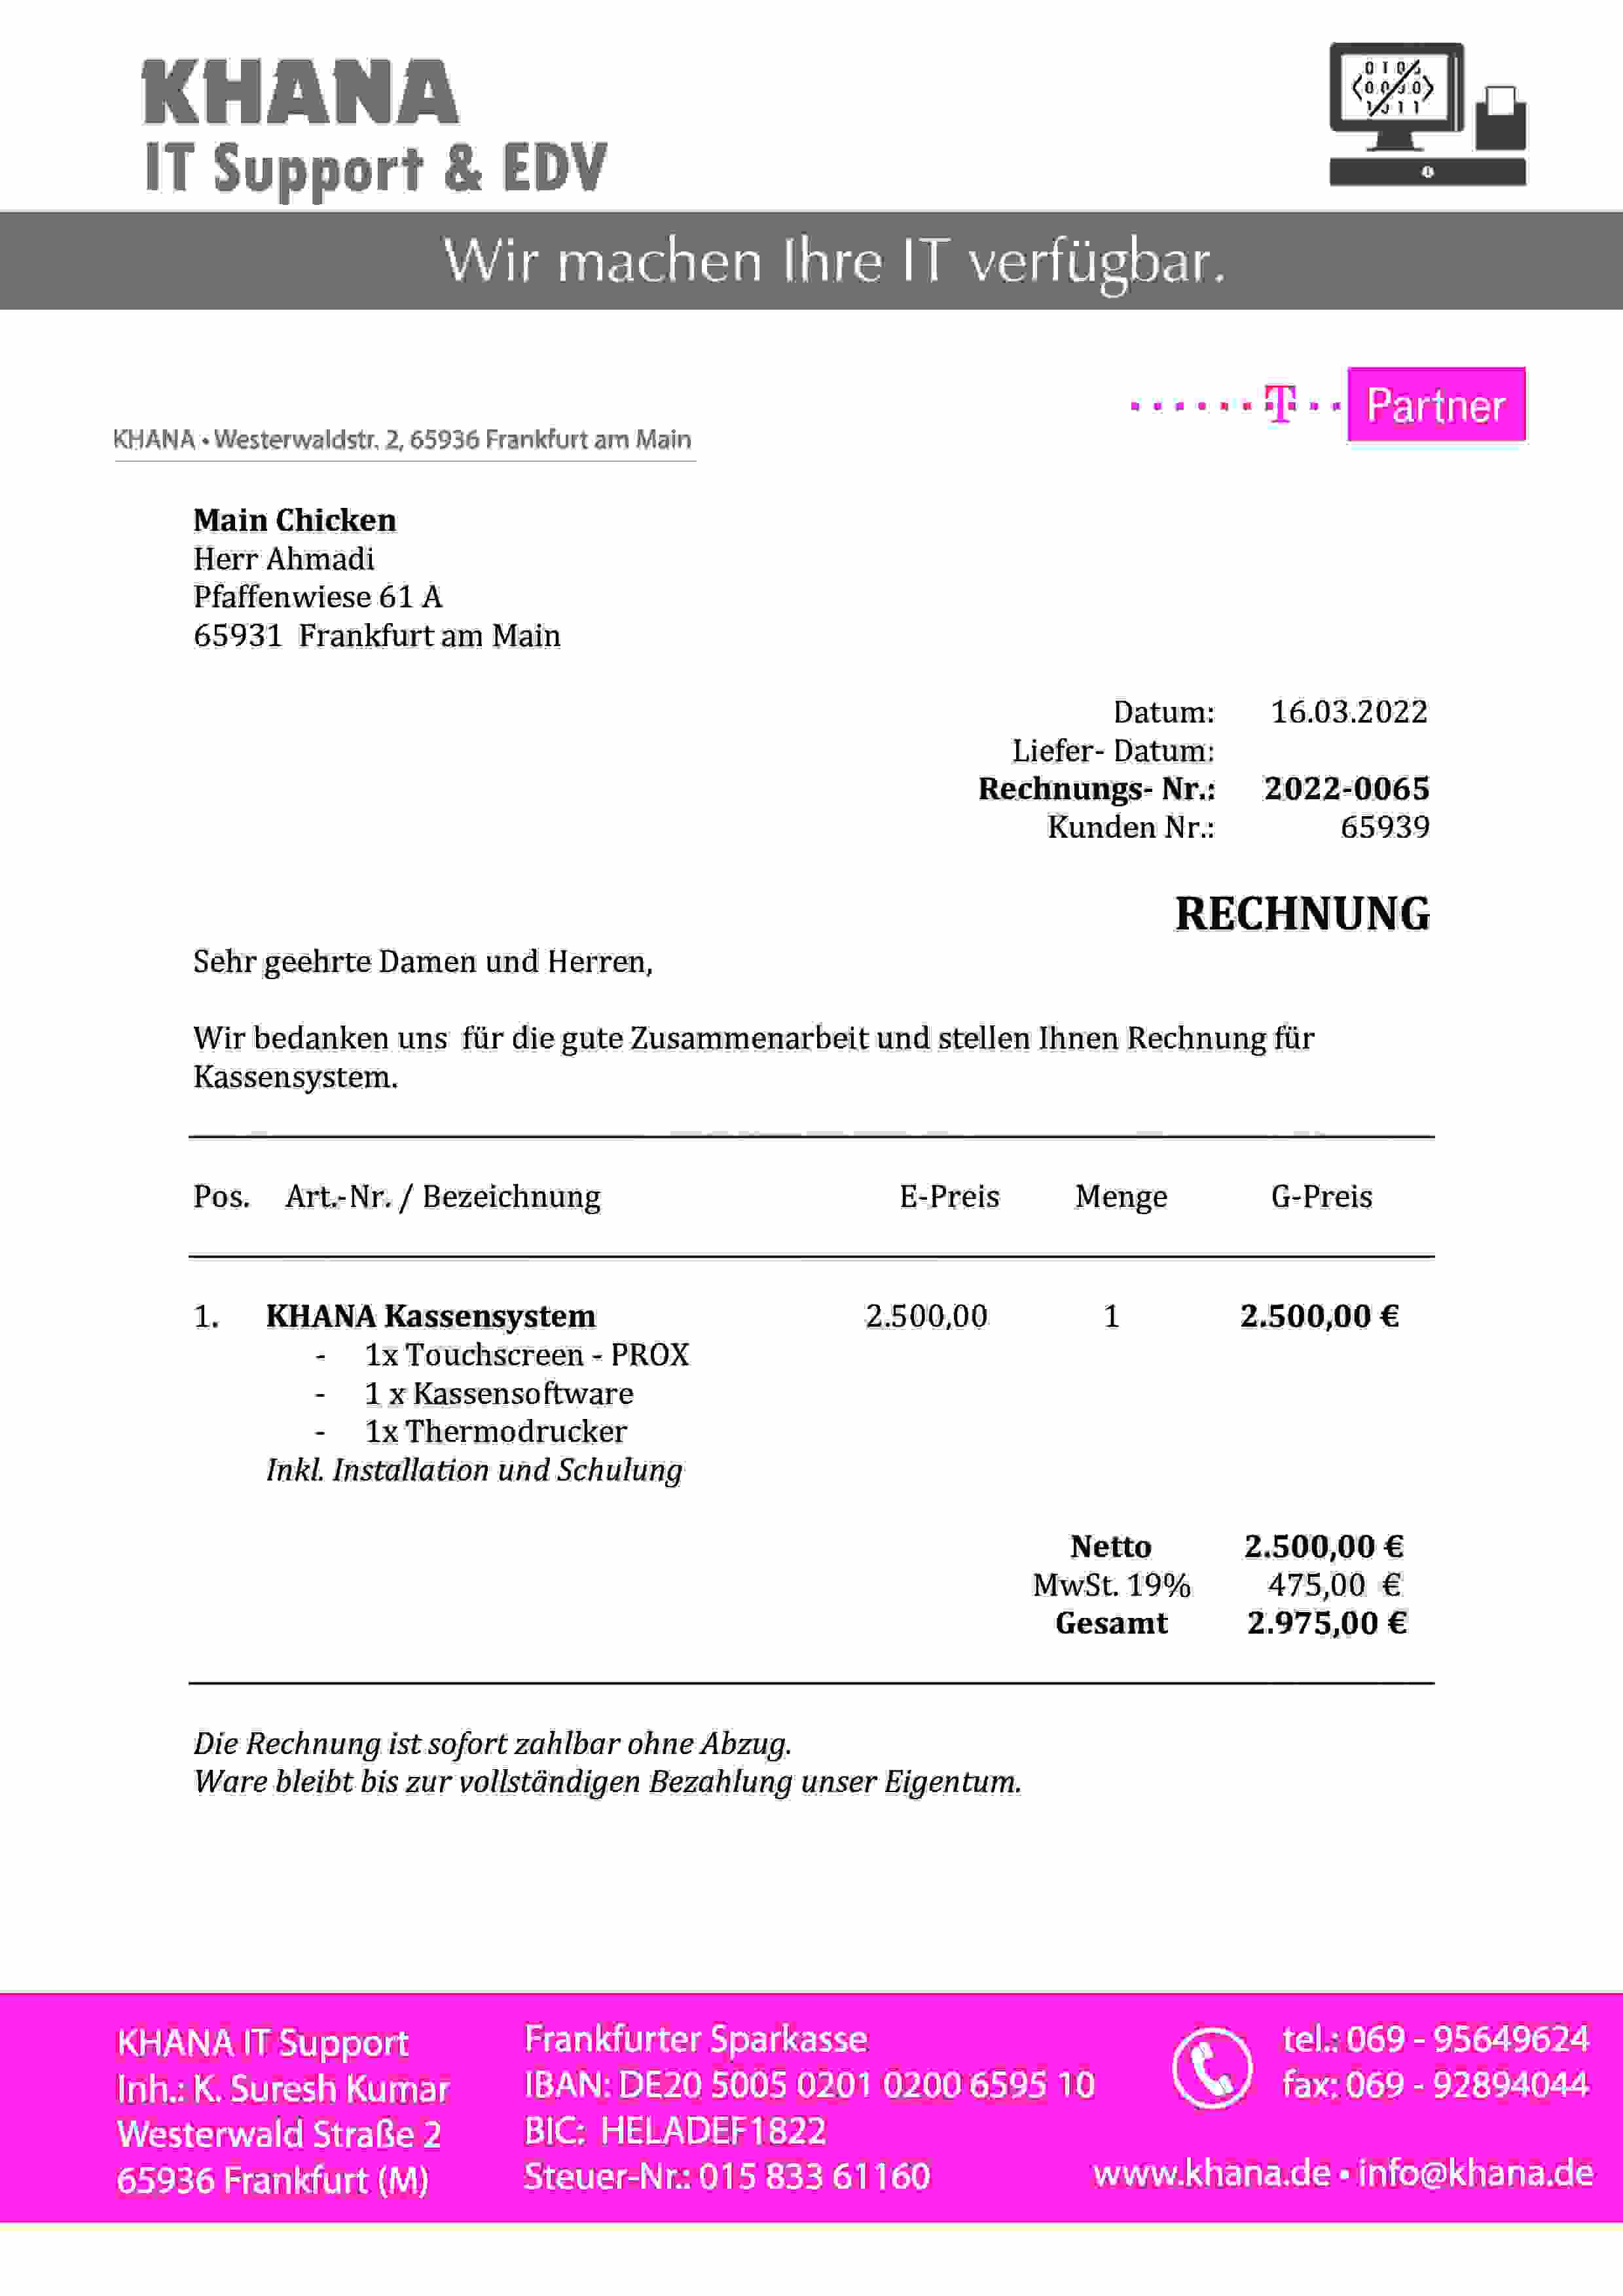 KHANA
IT Support & EDV
Wir machen Ihre IT verfügbar.
T Partner
KHANA • Westerwaldstr. 2, 65936 Frankfurt am Main
Main Chicken
Herr Ahmadi
Pfaffenwiese 61 A
65931 Frankfurt am Main
Datum: 16.03.2022
Liefer- Datum:
Rechnungs- Nr.: 2022-0065
Kunden Nr.: 65939
RECHNUNG
Sehr geehrte Damen und Herren,
Wir bedanken uns für die gute Zusammenarbeit und stellen Ihnen Rechnung für
Kassensystem.
Pos. Art.-Nr. / Bezeichnung E-Preis Menge G-Preis
1. KHANA Kassensystem 2.500,00 1 2.500,00 €
- 1x Touchscreen - PROX
- 1 x Kassensoftware
- 1x Thermodrucker
Inkl. Installation und Schulung
Netto 2.500,00 €
MwSt. 19% 475,00 €
Gesamt 2.975,00 €
Die Rechnung ist sofort zahlbar ohne Abzug.
Ware bleibt bis zur vollständigen Bezahlung unser Eigentum.
KHANA IT Support
Inh.: K. Suresh Kumar
Westerwald Straße 2
65936 Frankfurt (M)
Frankfurter Sparkasse
IBAN: DE20 5005 0201 0200 6595 10
BIC: HELADEF1822
Steuer-Nr.: 015 833 61160
tel.: 069 - 95649624
fax: 069 - 92894044
www.khana.de • info@khana.de